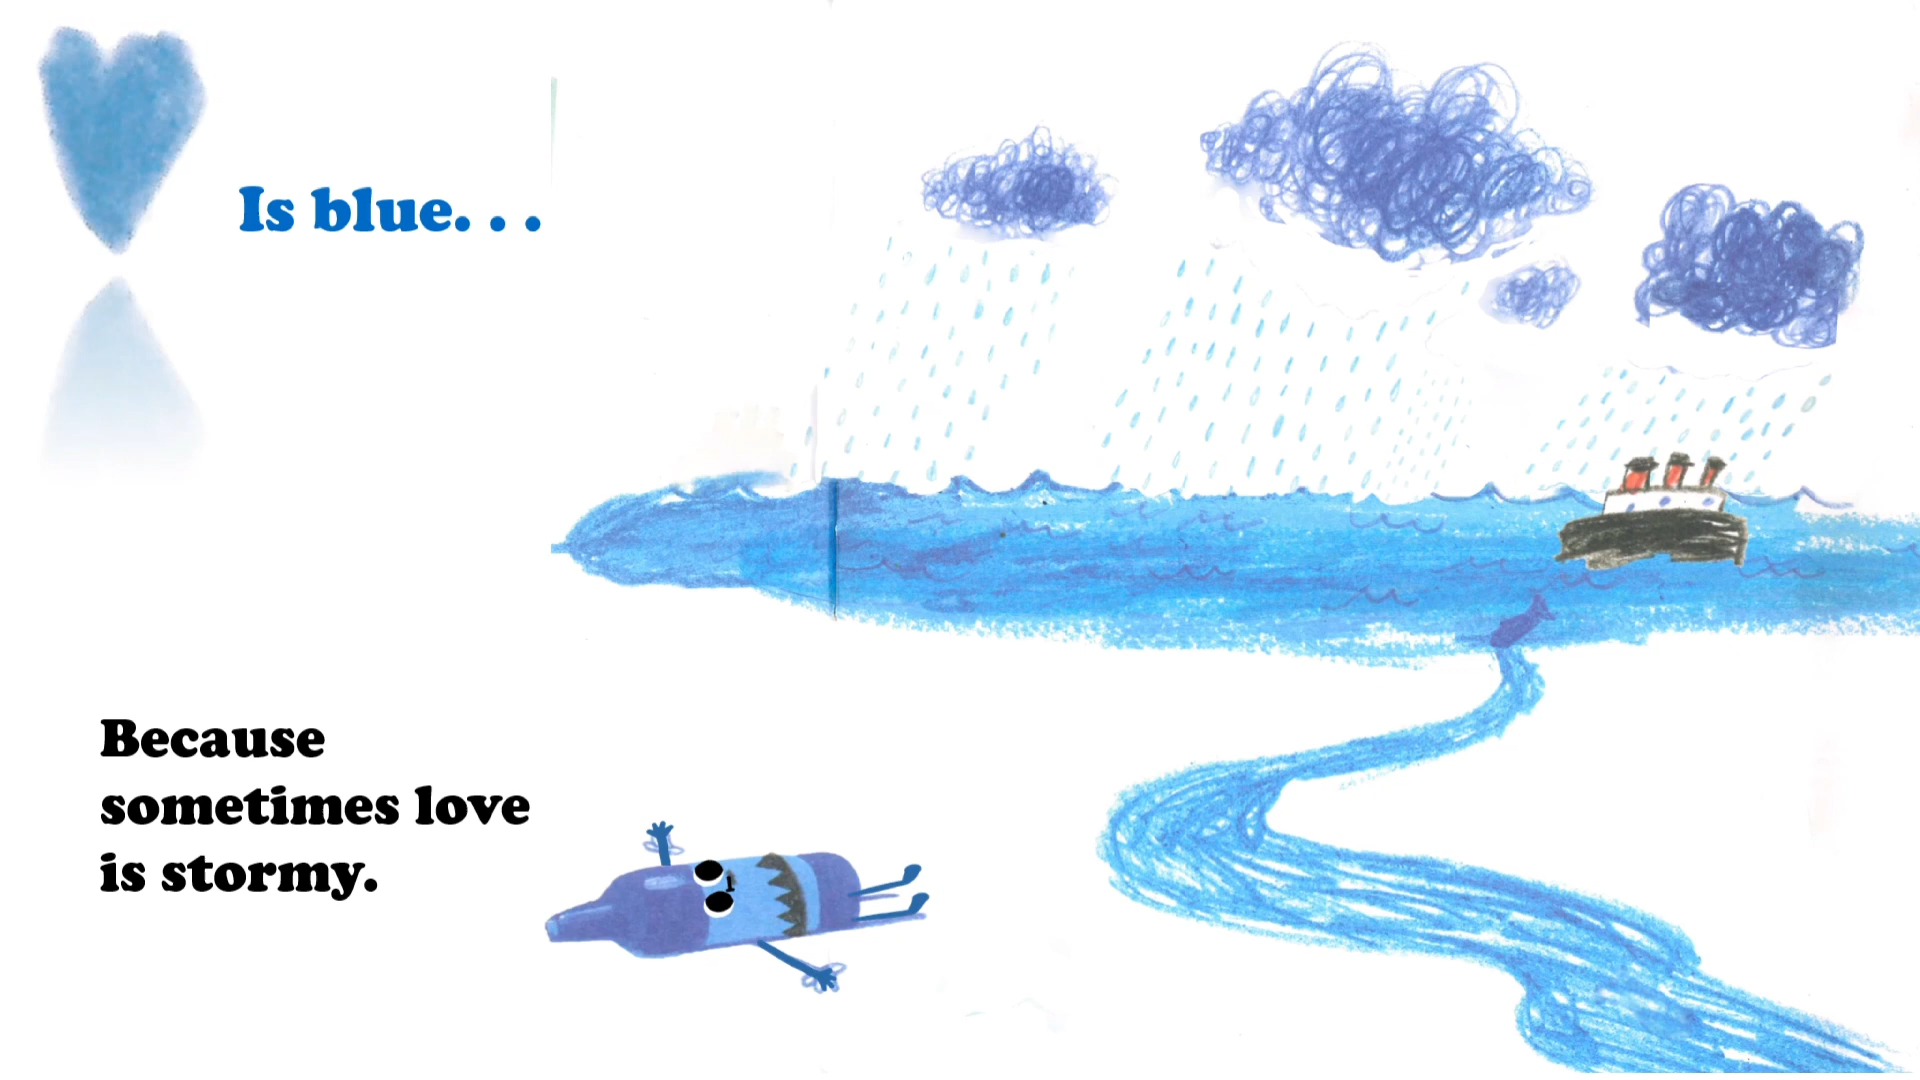 Is blue. . .
Because
sometimes love
is stormy.